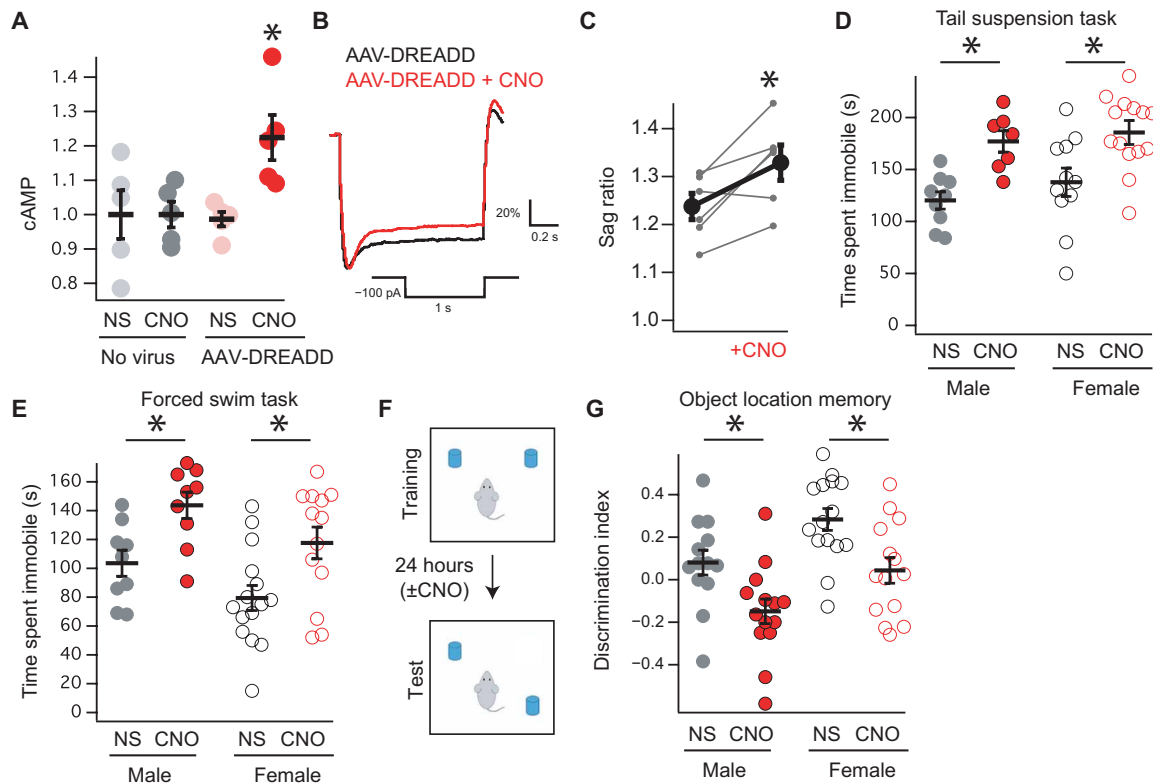 A
*
cAMP
1.4
1.3
1.2
1.1
1.0
0.9
0.8
NS CNO NS CNO
No virus AAV-DREADD
B
AAV-DREADD
AAV-DREADD + CNO
20%
0.2 s
−100 pA
1 s
C
*
Sag ratio
1.4
1.3
1.2
1.1
1.0
+CNO
D
Tail suspension task
* *
Time spent immobile (s)
200
150
100
50
0
NS CNO NS CNO
Male Female
E
Forced swim task
* *
Time spent immobile (s)
160
140
120
100
80
60
40
20
0
NS CNO NS CNO
Male Female
F
Training
24 hours
(±CNO)
Test
G
Object location memory
* *
Discrimination index
0.4
0.2
0.0
−0.2
−0.4
NS CNO NS CNO
Male Female